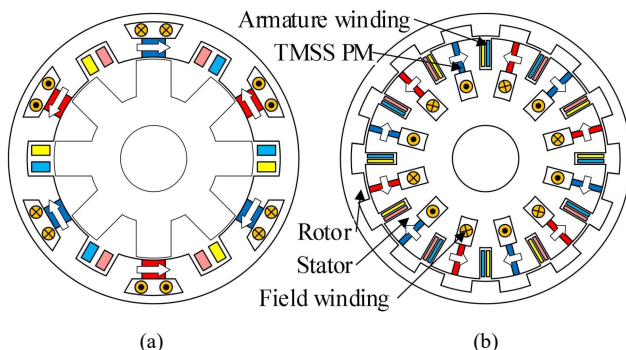 Armature winding
TMSS PM
Rotor
Stator
Field winding
(a)
(b)